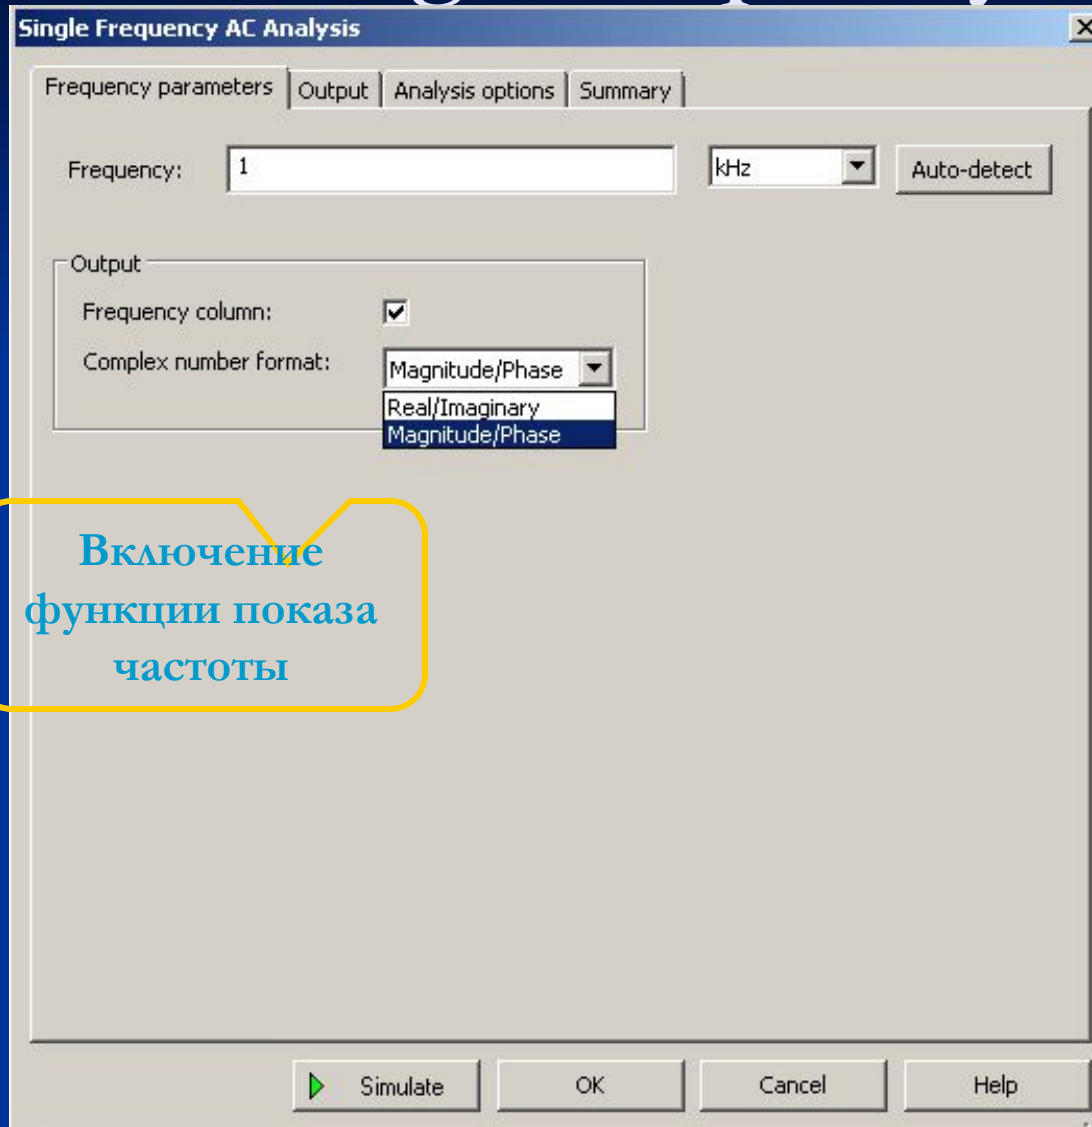 Single Frequency AC Analysis
Frequency parameters Output Analysis options Summary
Frequency: 1 kHz Auto-detect
Output
Frequency column:
Complex number format: Magnitude/Phase
Real/Imaginary
Magnitude/Phase
Включение
функции показа
частоты
Simulate OK Cancel Help